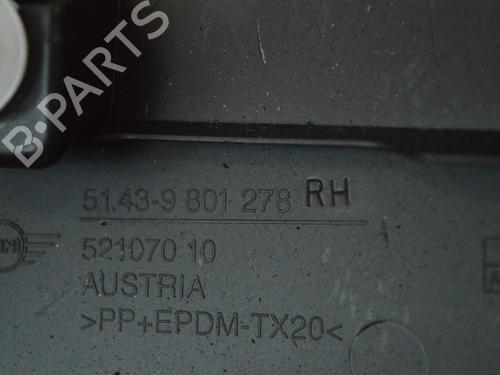 B-PARTS
51.43-9 801 278 RH
521070 10
AUSTRIA
>PP+EPDM-TX20<